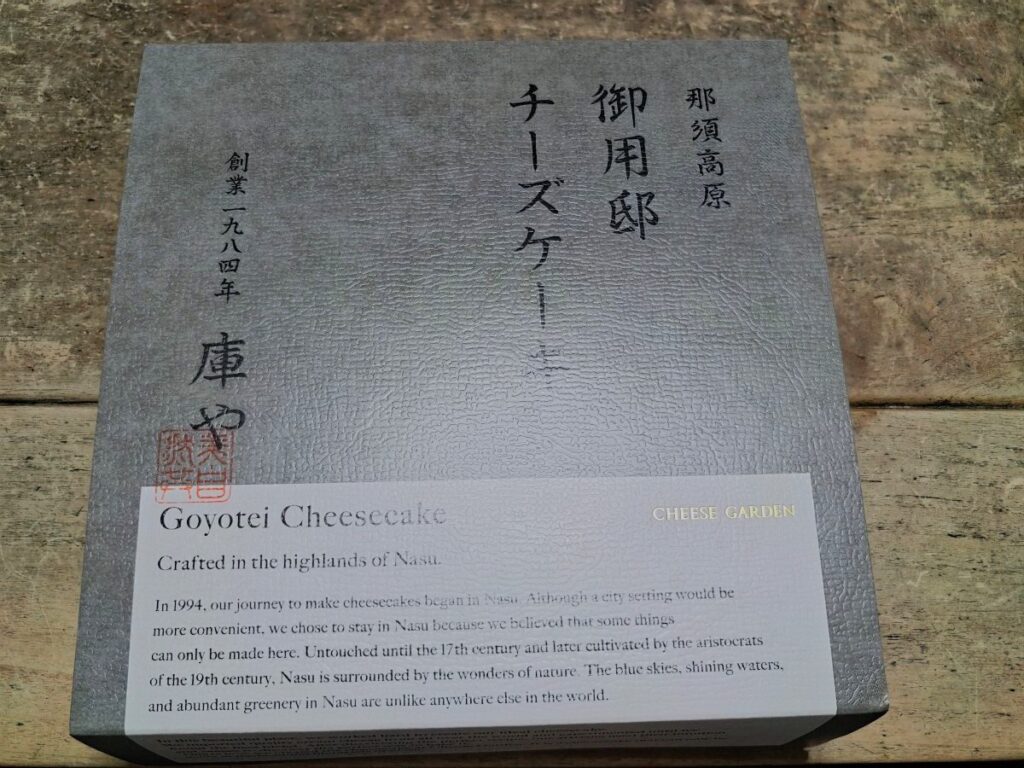 那須高原
御用邸
チーズケーキ
創業一九八四年
庫や
Goyotei Cheesecake
CHEESE GARDEN
Crafted in the highlands of Nasu.
In 1994, our journey to make cheesecakes began in Nasu. Although a city setting would be
more convenient, we chose to stay in Nasu because we believed that some things
can only be made here. Untouched until the 17th century and later cultivated by the aristocrats
of the 19th century, Nasu is surrounded by the wonders of nature. The blue skies, shining waters,
and abundant greenery in Nasu are unlike anywhere else in the world.